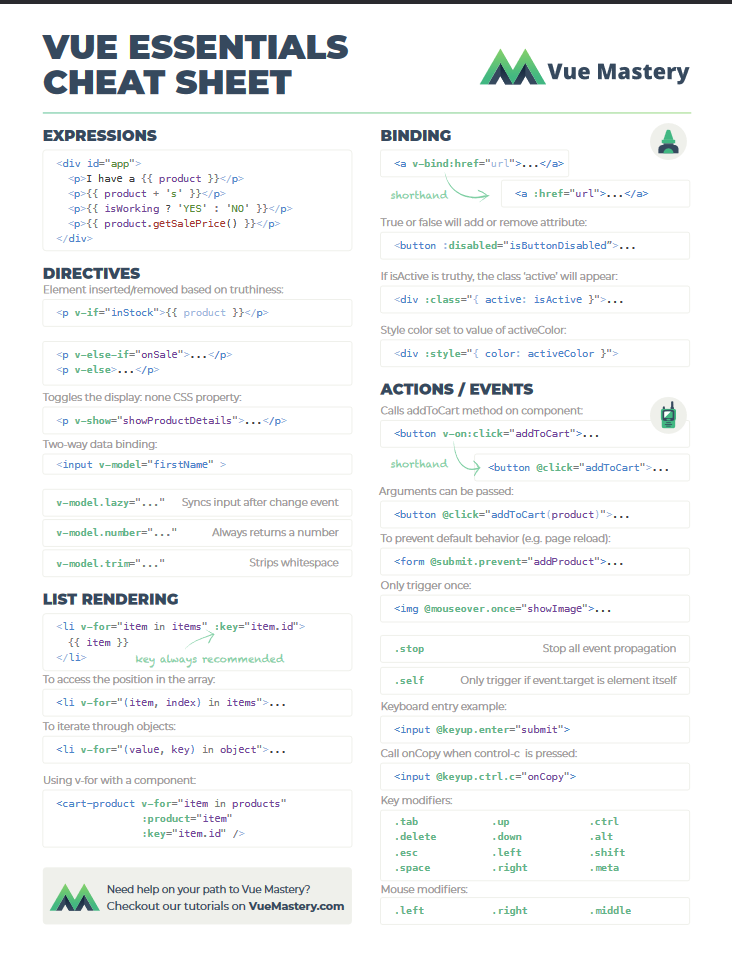 VUE ESSENTIALS
CHEAT SHEET
Vue Mastery
EXPRESSIONS
<div id="app">
<p>I have a {{ product }}</p>
<p>{{ product + 's' }}</p>
<p>{{ isWorking ? 'YES' : 'NO' }}</p>
<p>{{ product.getSalePrice() }}</p>
</div>
DIRECTIVES
Element inserted/removed based on truthiness:
<p v-if="inStock">{{ product }}</p>
<p v-else-if="onSale">...</p>
<p v-else>...</p>
Toggles the display: none CSS property:
<p v-show="showProductDetails">...</p>
Two-way data binding:
<input v-model="firstName" >
v-model.lazy="..." Syncs input after change event
v-model.number="..." Always returns a number
v-model.trim="..." Strips whitespace
LIST RENDERING
<li v-for="item in items" :key="item.id">
{{ item }}
</li>
key always recommended
To access the position in the array:
<li v-for="(item, index) in items">...
To iterate through objects:
<li v-for="(value, key) in object">...
Using v-for with a component:
<cart-product v-for="item in products"
:product="item"
:key="item.id" />
Need help on your path to Vue Mastery?
Checkout our tutorials on VueMastery.com
BINDING
<a v-bind:href="url">...</a>
shorthand
<a :href="url">...</a>
True or false will add or remove attribute:
<button :disabled="isButtonDisabled”>...
If isActive is truthy, the class ‘active’ will appear:
<div :class="{ active: isActive }">...
Style color set to value of activeColor:
<div :style="{ color: activeColor }">
ACTIONS / EVENTS
Calls addToCart method on component:
<button v-on:click="addToCart">...
shorthand
<button @click="addToCart">...
Arguments can be passed:
<button @click="addToCart(product)">...
To prevent default behavior (e.g. page reload):
<form @submit.prevent="addProduct">...
Only trigger once:
<img @mouseover.once="showImage">...
.stop Stop all event propagation
.self Only trigger if event.target is element itself
Keyboard entry example:
<input @keyup.enter="submit">
Call onCopy when control-c is pressed:
<input @keyup.ctrl.c="onCopy">
Key modifiers:
.tab .up .ctrl
.delete .down .alt
.esc .left .shift
.space .right .meta
Mouse modifiers:
.left .right .middle